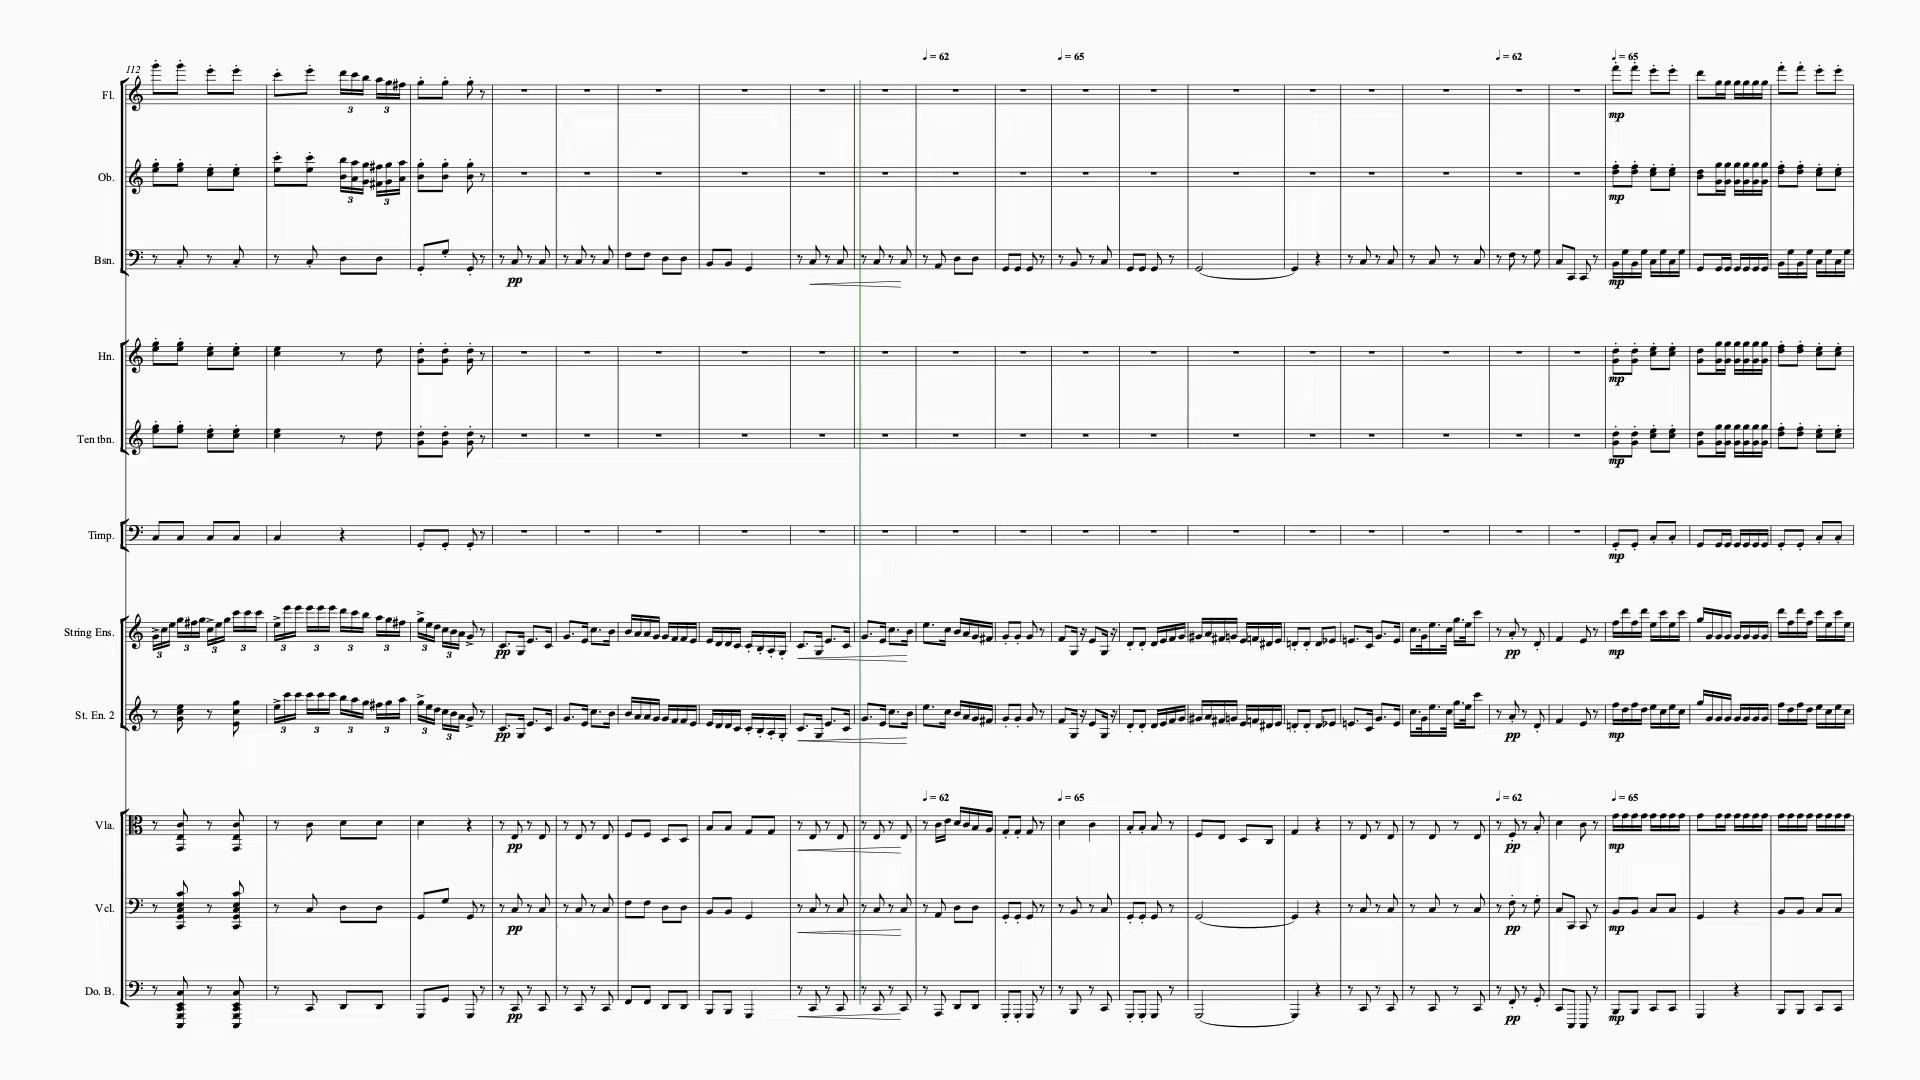 ♩ = 62 ♩ = 65 ♩ = 62 ♩ = 65
112
Fl.
3 3
mp
Ob.
3 3
mp
Bsn.
pp mp
Hn.
mp
Ten tbn.
mp
Timp.
mp
String Ens.
3 3 3 3 3 3 3 3 pp pp mp
St. En. 2
3 3 3 3 3 3 pp pp mp
♩ = 62 ♩ = 65 ♩ = 62 ♩ = 65
Vla.
pp pp mp
Vcl.
pp pp mp
Do. B.
pp pp mp